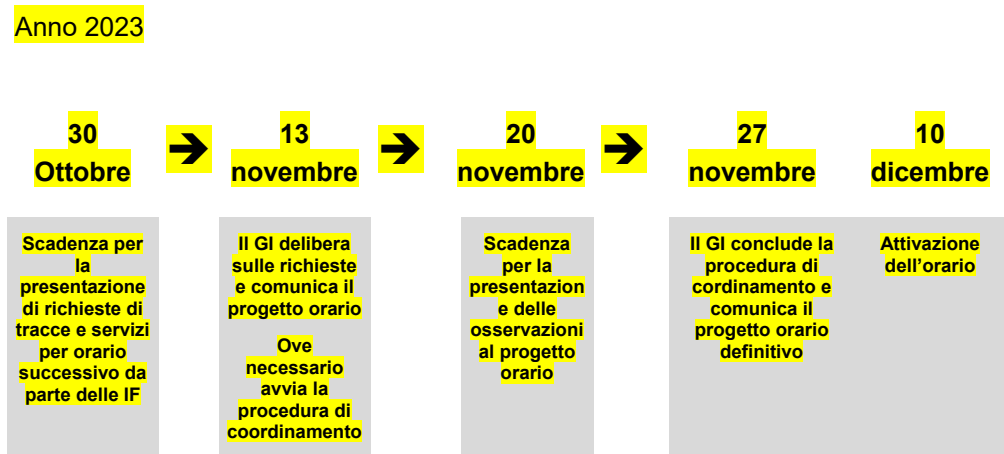 Anno 2023
30
Ottobre
➔
13
novembre
➔
20
novembre
➔
27
novembre
10
dicembre
Scadenza per
la
presentazione
di richieste di
tracce e servizi
per orario
successivo da
parte delle IF
Il GI delibera
sulle richieste
e comunica il
progetto orario
Ove
necessario
avvia la
procedura di
coordinamento
Scadenza
per la
presentazion
e delle
osservazioni
al progetto
orario
Il GI conclude la
procedura di
cordinamento e
comunica il
progetto orario
definitivo
Attivazione
dell’orario